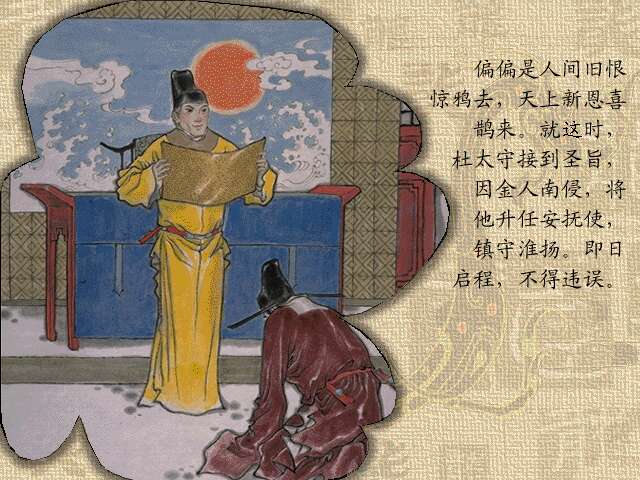 偏偏是人间旧恨
惊鸦去，天上新恩喜
鹊来。就这时，
杜太守接到圣旨，
因金人南侵，将
他升任安抚使，
镇守淮扬。即日
启程，不得违误。